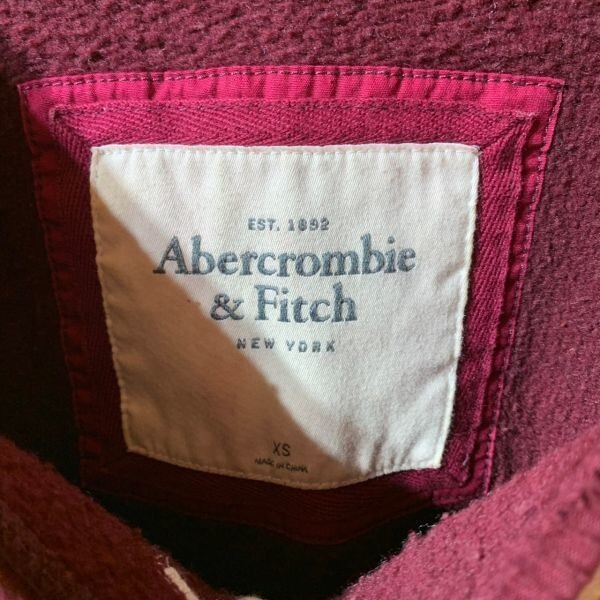 EST. 1892
Abercrombie
& Fitch
NEW YORK
XS
MADE IN CHINA